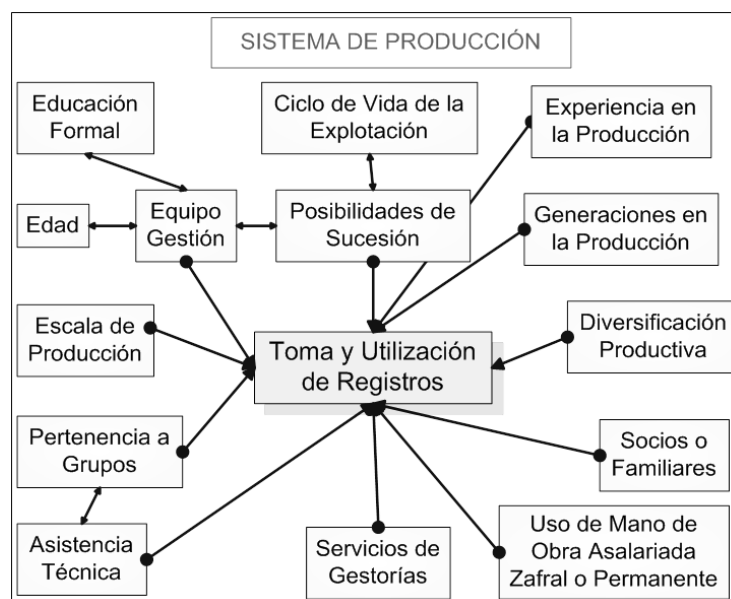 SISTEMA DE PRODUCCIÓN
Educación
Formal
Ciclo de Vida de la
Explotación
Experiencia en
la Producción
Edad
Equipo
Gestión
Posibilidades de
Sucesión
Generaciones en
la Producción
Escala de
Producción
Toma y Utilización
de Registros
Diversificación
Productiva
Pertenencia a
Grupos
Socios o
Familiares
Asistencia
Técnica
Servicios de
Gestorías
Uso de Mano de
Obra Asalariada
Zafral o Permanente